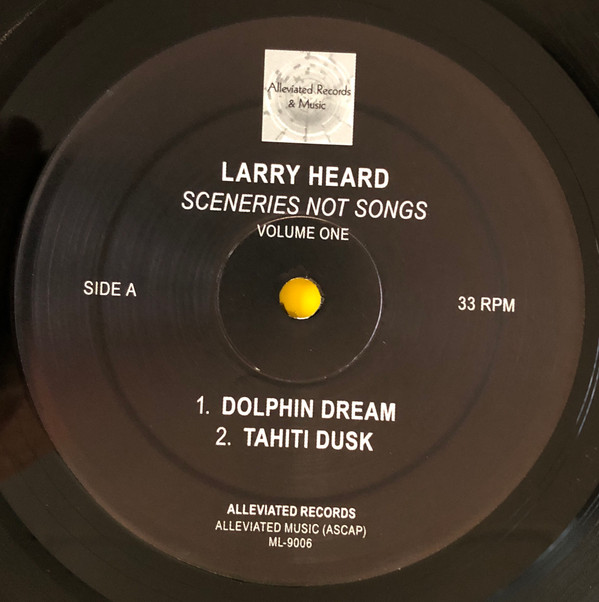 Alleviated Records
& Music
LARRY HEARD
SCENERIES NOT SONGS
VOLUME ONE
SIDE A
33 RPM
1. DOLPHIN DREAM
2. TAHITI DUSK
ALLEVIATED RECORDS
ALLEVIATED MUSIC (ASCAP)
ML-9006